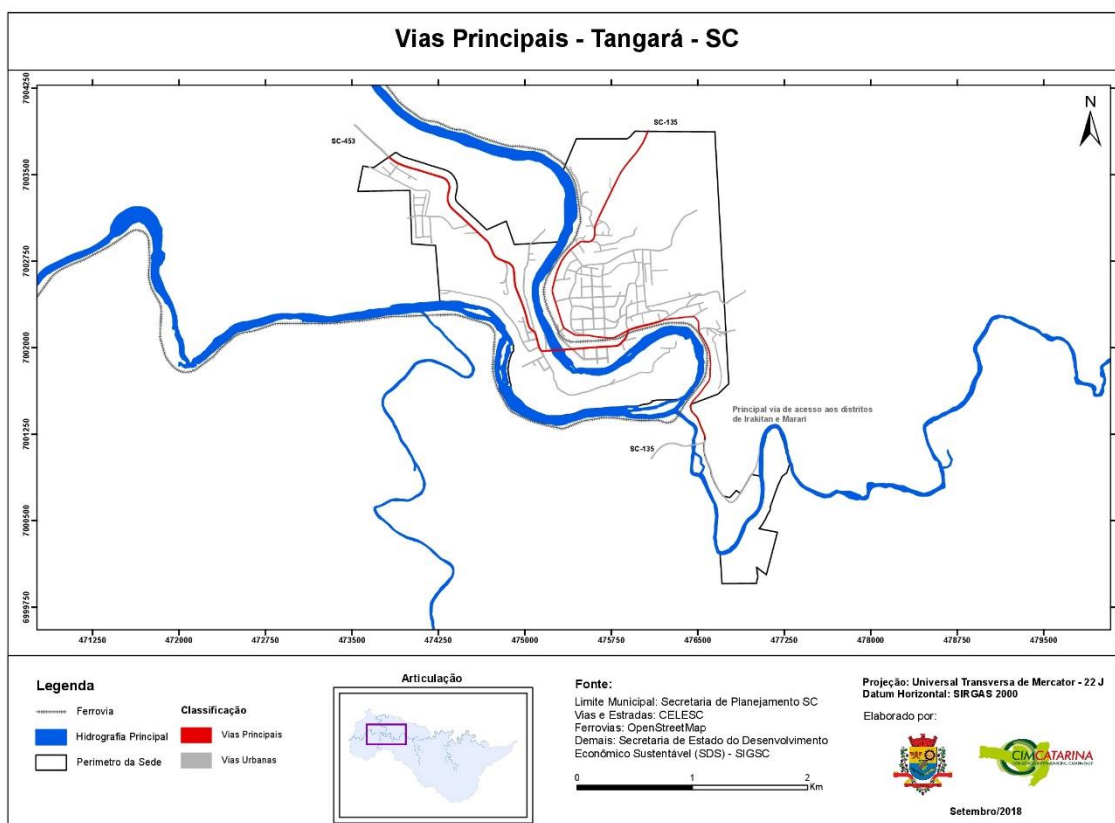 Vias Principais - Tangará - SC
7004250
7003500
7002750
7002000
7001250
7000500
6999750
N
SC-453
SC-135
Principal via de acesso aos distritos
de Irakitan e Marari
SC-135
471250
472000
473500
474250
475000
475750
476500
477250
478000
478750
479500
Legenda
Ferrovia
Hidrografia Principal
Perimetro da Sede
Classificação
Vias Principais
Vias Urbanas
Articulação
Fonte:
Limite Municipal: Secretaria de Planejamento SC
Vias e Estradas: CELESC
Ferrovias: OpenStreetMap
Demais: Secretaria de Estado do Desenvolvimento
Econômico Sustentável (SDS) - SIGSC
0 1 2
Km
Projeção: Universal Transversa de Mercator - 22 J
Datum Horizontal: SIRGAS 2000
Elaborado por:
CIMCATARINA
Setembro/2018